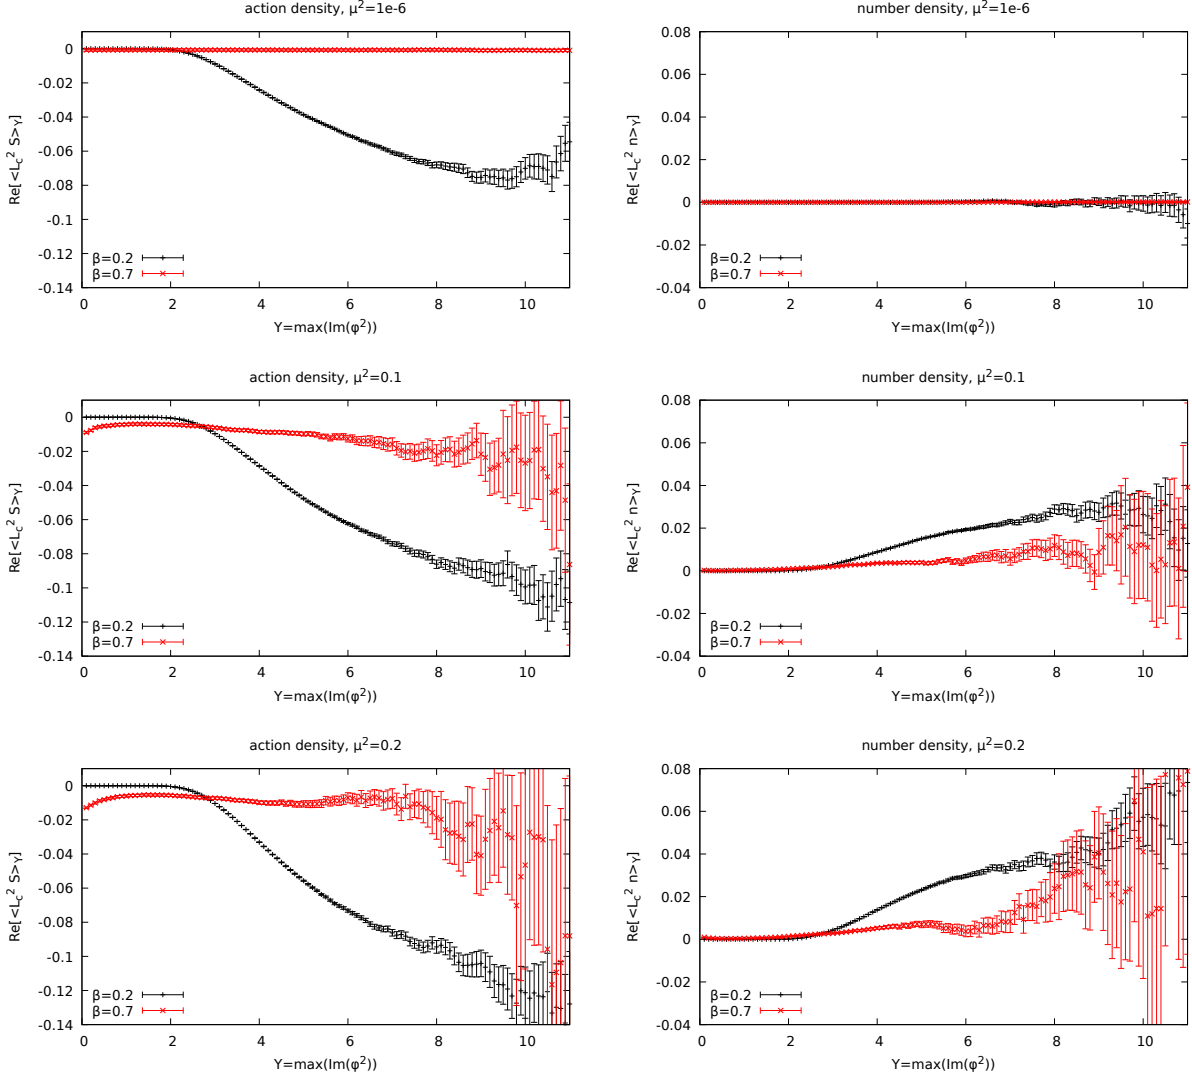 action density, μ²=1e-6
Re[<L_c² S>_Y]
0
-0.02
-0.04
-0.06
-0.08
-0.1
-0.12
-0.14
β=0.2
β=0.7
0 2 4 6 8 10
Y=max(Im(φ²))
number density, μ²=1e-6
Re[<L_c² n>_Y]
0.08
0.06
0.04
0.02
0
-0.02
-0.04
β=0.2
β=0.7
0 2 4 6 8 10
Y=max(Im(φ²))
action density, μ²=0.1
Re[<L_c² S>_Y]
0
-0.02
-0.04
-0.06
-0.08
-0.1
-0.12
-0.14
β=0.2
β=0.7
0 2 4 6 8 10
Y=max(Im(φ²))
number density, μ²=0.1
Re[<L_c² n>_Y]
0.08
0.06
0.04
0.02
0
-0.02
-0.04
β=0.2
β=0.7
0 2 4 6 8 10
Y=max(Im(φ²))
action density, μ²=0.2
Re[<L_c² S>_Y]
0
-0.02
-0.04
-0.06
-0.08
-0.1
-0.12
-0.14
β=0.2
β=0.7
0 2 4 6 8 10
Y=max(Im(φ²))
number density, μ²=0.2
Re[<L_c² n>_Y]
0.08
0.06
0.04
0.02
0
-0.02
-0.04
β=0.2
β=0.7
0 2 4 6 8 10
Y=max(Im(φ²))